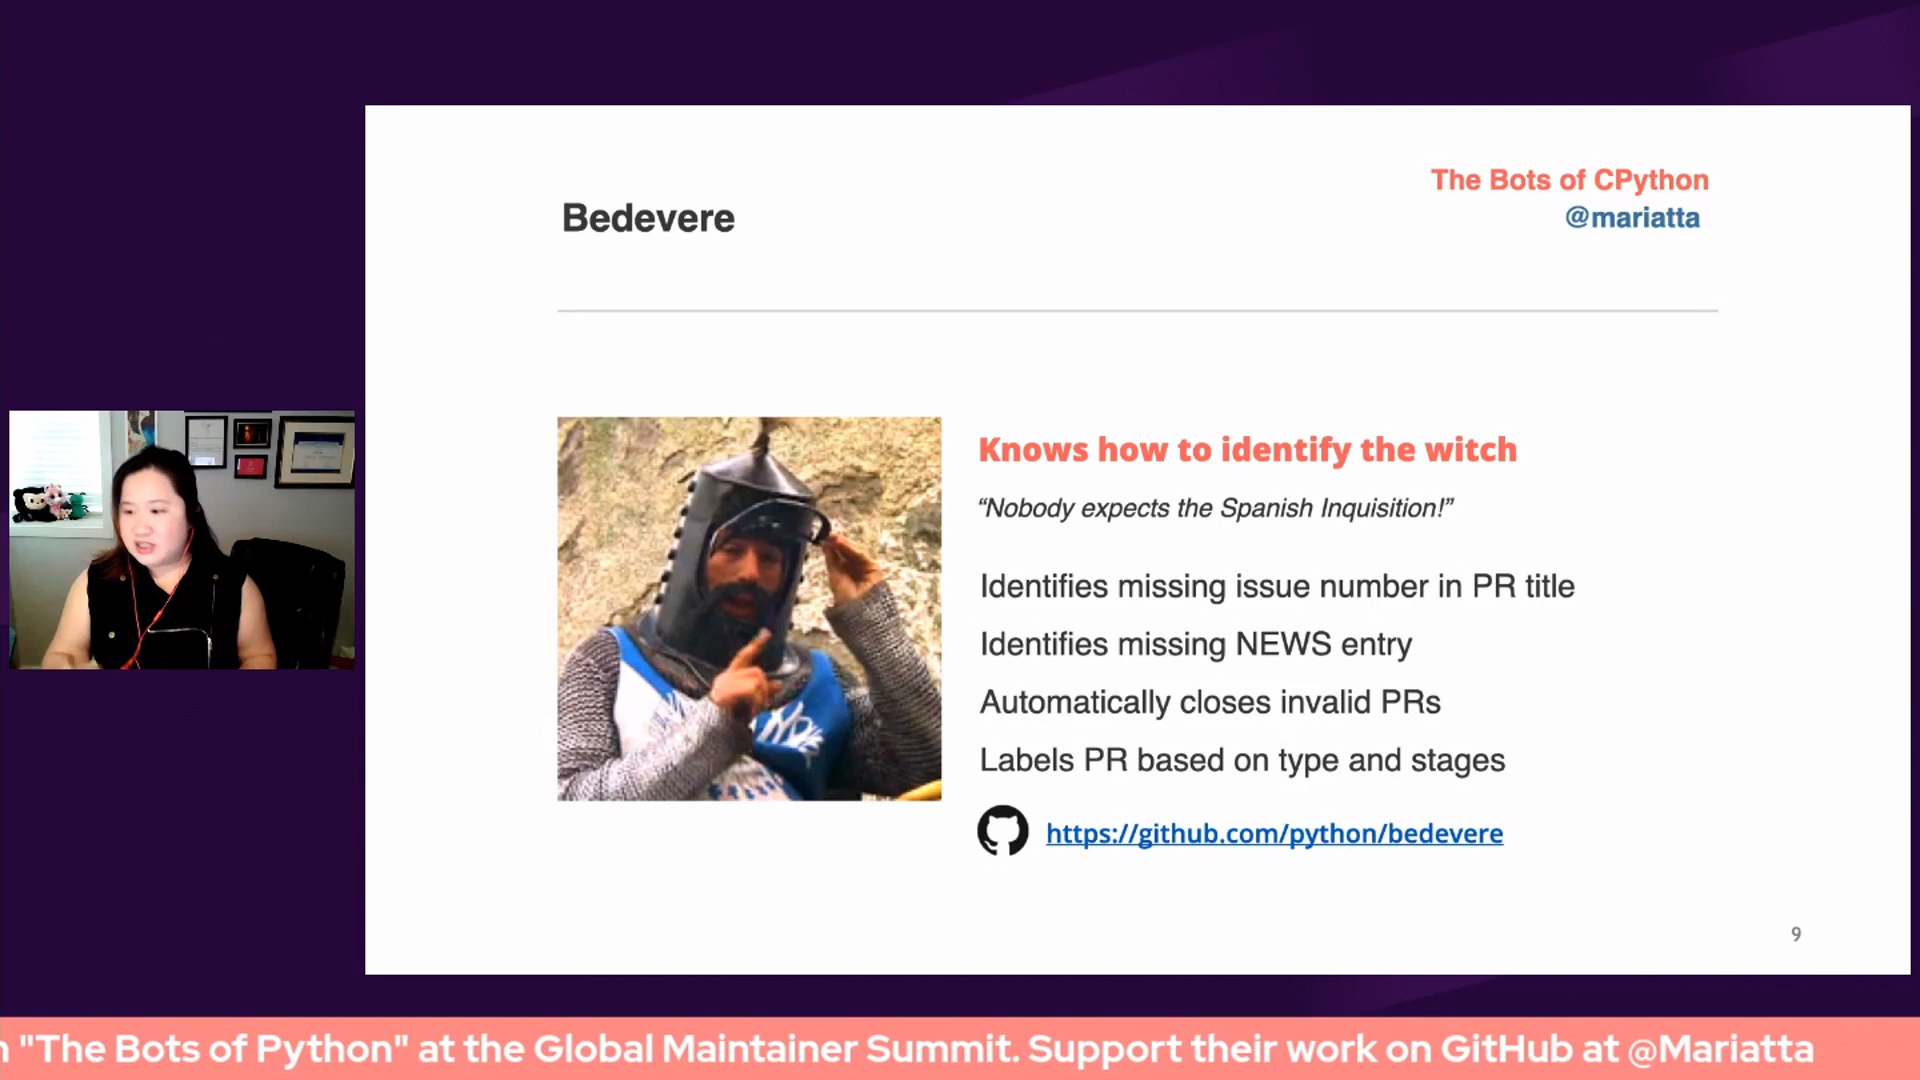 The Bots of CPython
@mariatta
Bedevere
Knows how to identify the witch
“Nobody expects the Spanish Inquisition!”
Identifies missing issue number in PR title
Identifies missing NEWS entry
Automatically closes invalid PRs
Labels PR based on type and stages
https://github.com/python/bedevere
9
"The Bots of Python" at the Global Maintainer Summit. Support their work on GitHub at @Mariatta